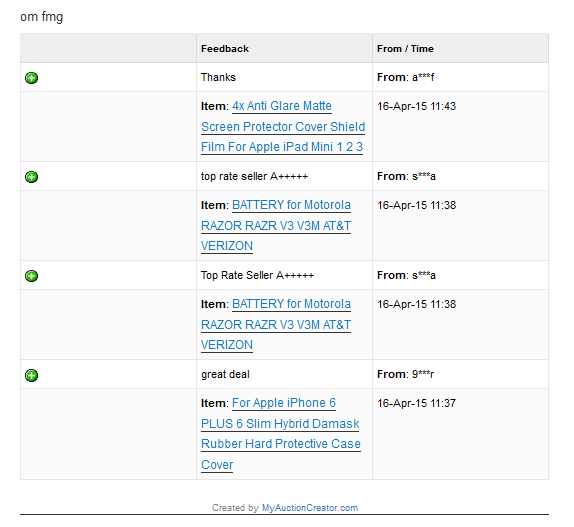 om fmg
Feedback From / Time
Thanks From: a***f
Item: 4x Anti Glare Matte 16-Apr-15 11:43
Screen Protector Cover Shield
Film For Apple iPad Mini 1 2 3
top rate seller A+++++ From: s***a
Item: BATTERY for Motorola 16-Apr-15 11:38
RAZOR RAZR V3 V3M AT&T
VERIZON
Top Rate Seller A+++++ From: s***a
Item: BATTERY for Motorola 16-Apr-15 11:38
RAZOR RAZR V3 V3M AT&T
VERIZON
great deal From: 9***r
Item: For Apple iPhone 6 16-Apr-15 11:37
PLUS 6 Slim Hybrid Damask
Rubber Hard Protective Case
Cover
Created by MyAuctionCreator.com